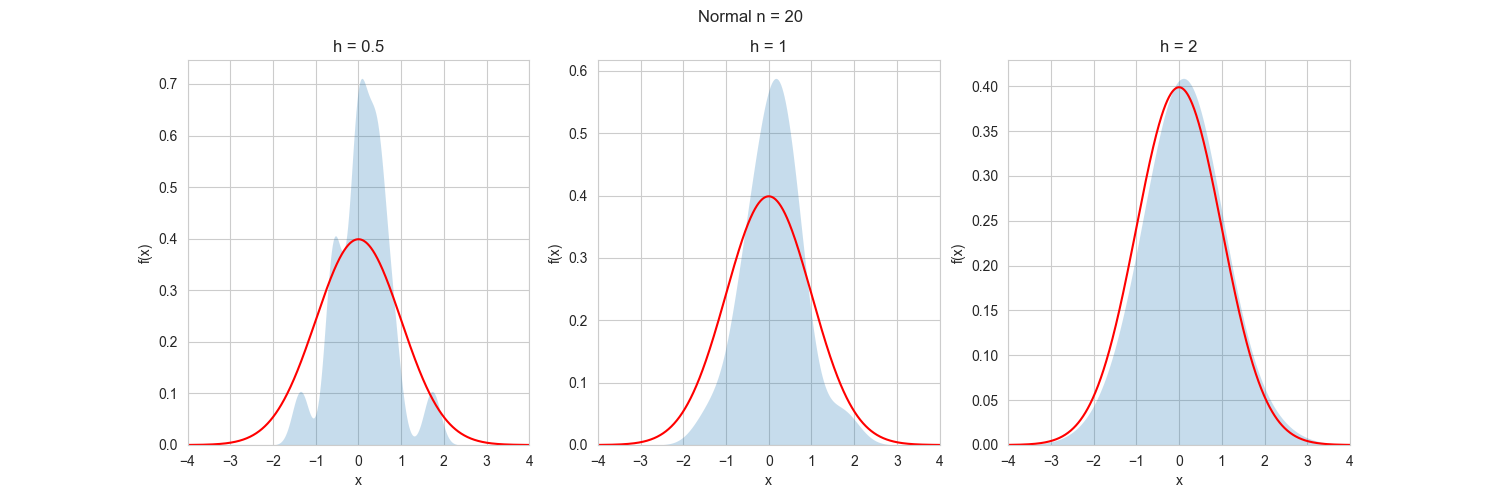 Normal n = 20
h = 0.5
0.7
0.6
0.5
0.4
0.3
0.2
0.1
0.0
f(x)
−4 −3 −2 −1 0 1 2 3 4
x
h = 1
0.6
0.5
0.4
0.3
0.2
0.1
0.0
f(x)
−4 −3 −2 −1 0 1 2 3 4
x
h = 2
0.40
0.35
0.30
0.25
0.20
0.15
0.10
0.05
0.00
f(x)
−4 −3 −2 −1 0 1 2 3 4
x